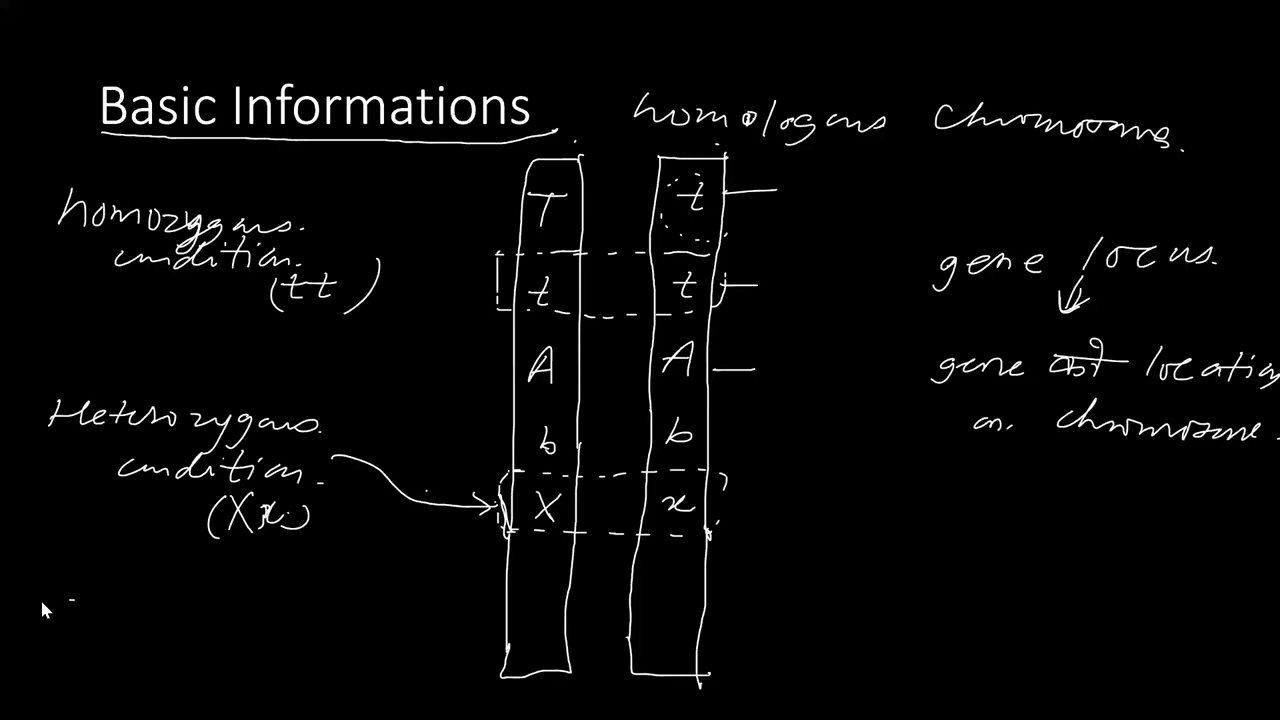 Basic Informations
homologous chromosome.
homozygous.
condition.
(tt)
Heterozygous.
condition.
(Xx)
T t
t t
A A
b b
X x
gene locus.
gene location
on. chromosome.